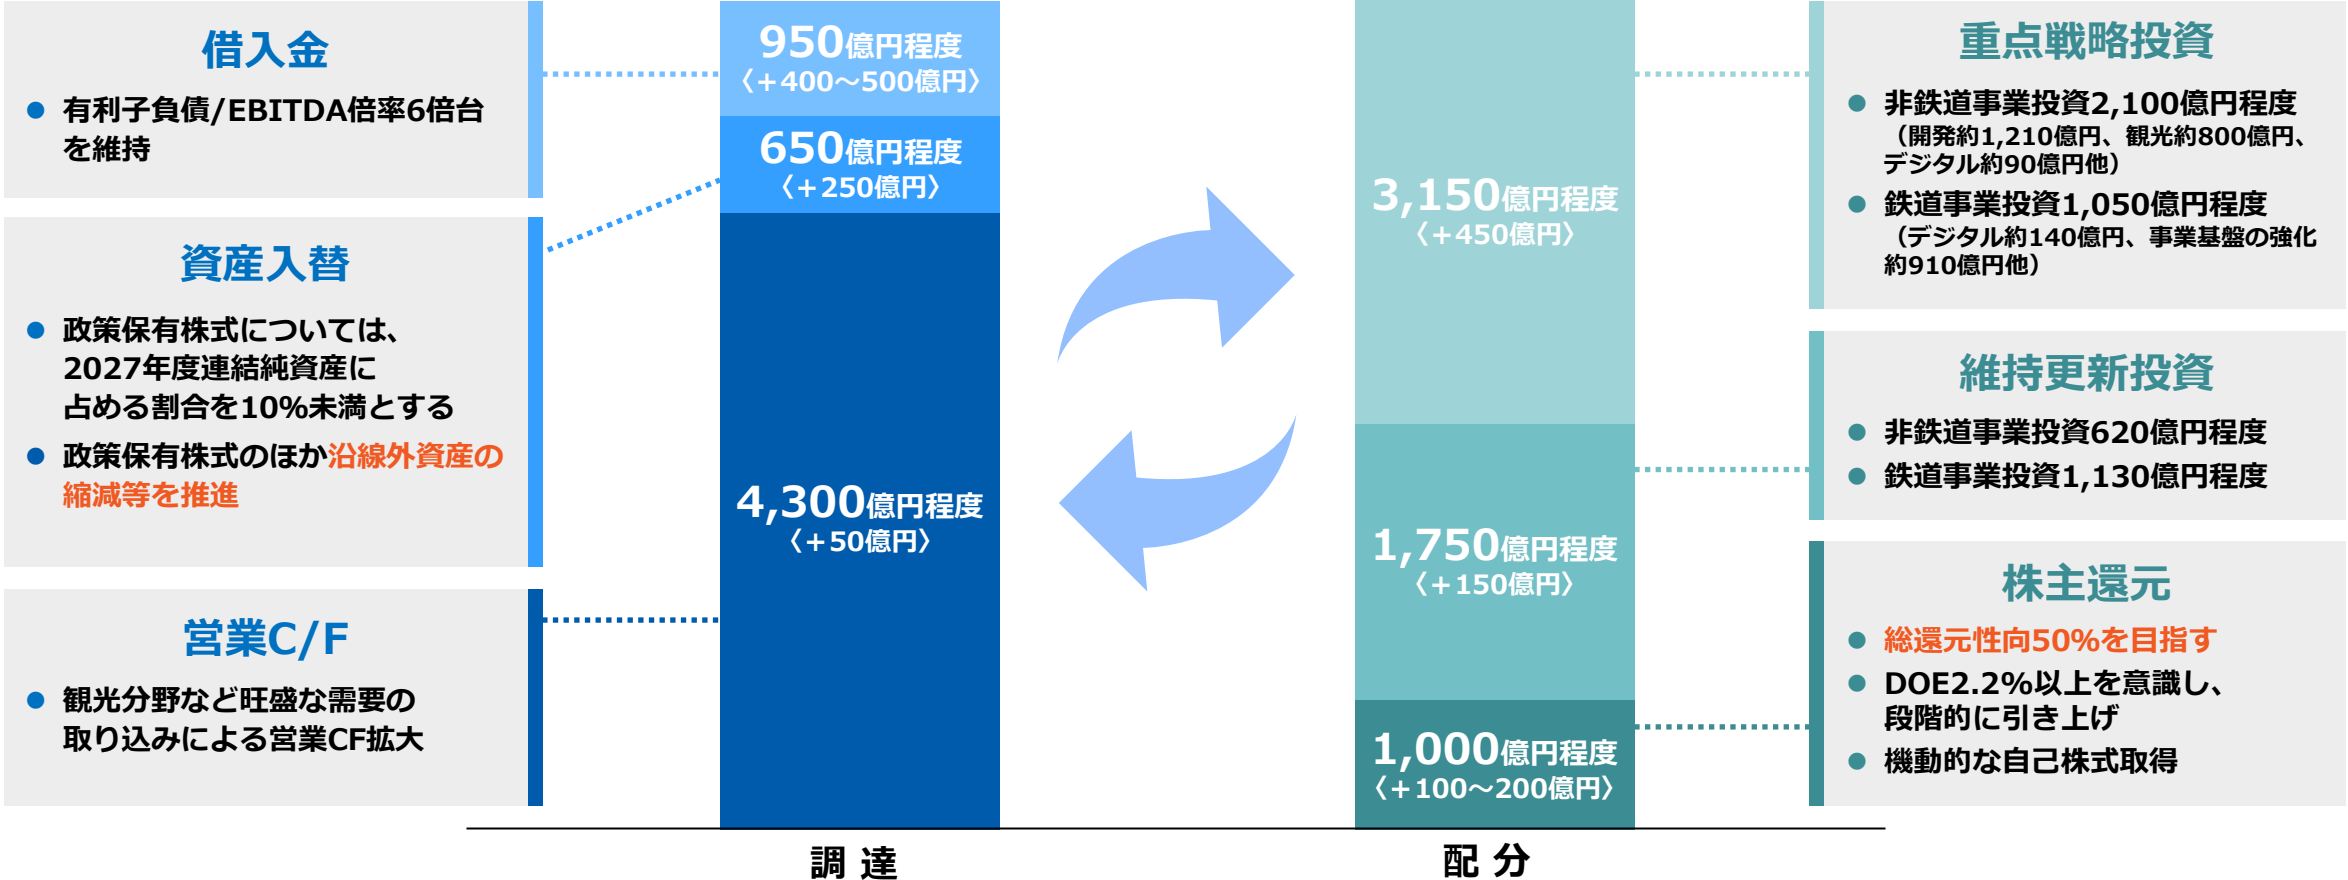 借入金
● 有利子負債/EBITDA倍率6倍台
を維持
資産入替
● 政策保有株式については、
2027年度連結純資産に
占める割合を10%未満とする
● 政策保有株式のほか沿線外資産の
縮減等を推進
営業C/F
● 観光分野など旺盛な需要の
取り込みによる営業CF拡大
950億円程度
〈+400～500億円〉
650億円程度
〈+250億円〉
4,300億円程度
〈+50億円〉
調 達
3,150億円程度
〈+450億円〉
1,750億円程度
〈+150億円〉
1,000億円程度
〈+100～200億円〉
配 分
重点戦略投資
● 非鉄道事業投資2,100億円程度
（開発約1,210億円、観光約800億円、
デジタル約90億円他）
● 鉄道事業投資1,050億円程度
（デジタル約140億円、事業基盤の強化
約910億円他）
維持更新投資
● 非鉄道事業投資620億円程度
● 鉄道事業投資1,130億円程度
株主還元
● 総還元性向50%を目指す
● DOE2.2%以上を意識し、
段階的に引き上げ
● 機動的な自己株式取得